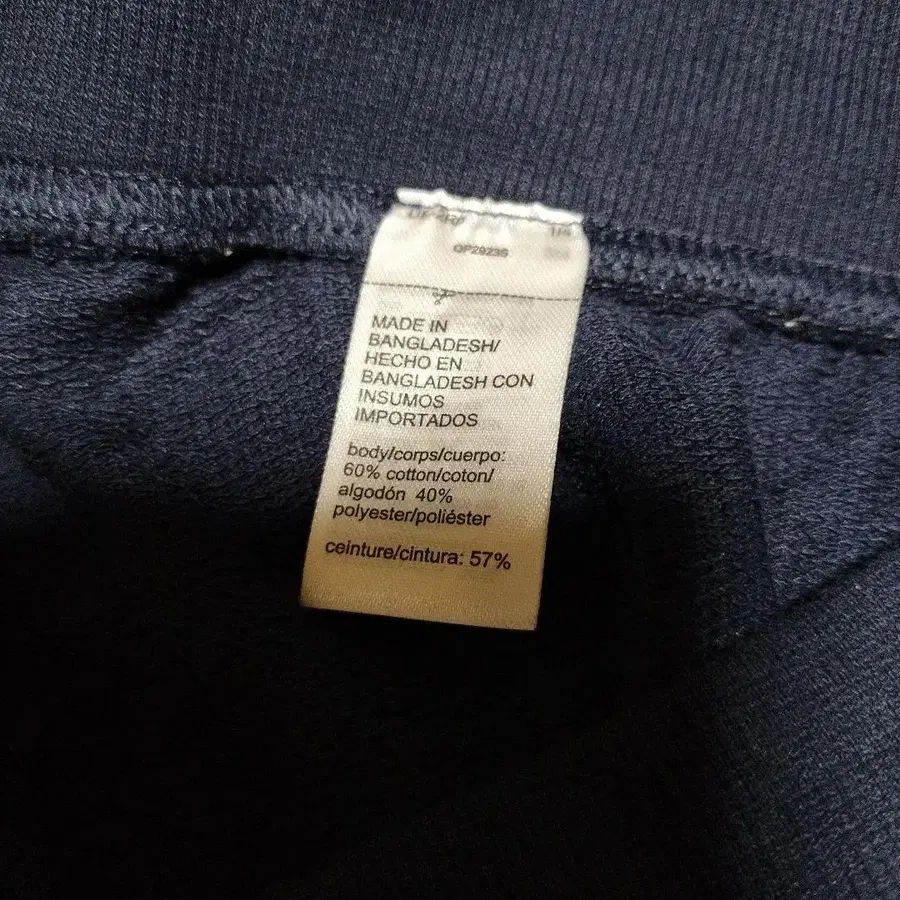 MADE IN
BANGLADESH/
HECHO EN
BANGLADESH CON
INSUMOS
IMPORTADOS
body/corps/cuerpo:
60% cotton/coton/
algodón 40%
polyester/poliéster
ceinture/cintura: 57%